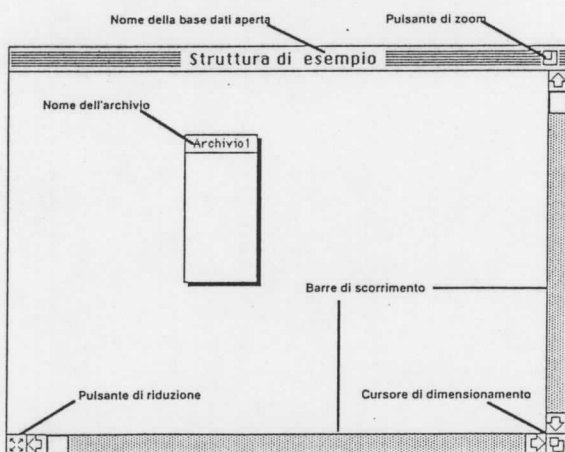 Nome della base dati aperta
Pulsante di zoom
Struttura di esempio
Nome dell'archivio
Archivio1
Barre di scorrimento
Pulsante di riduzione
Cursore di dimensionamento